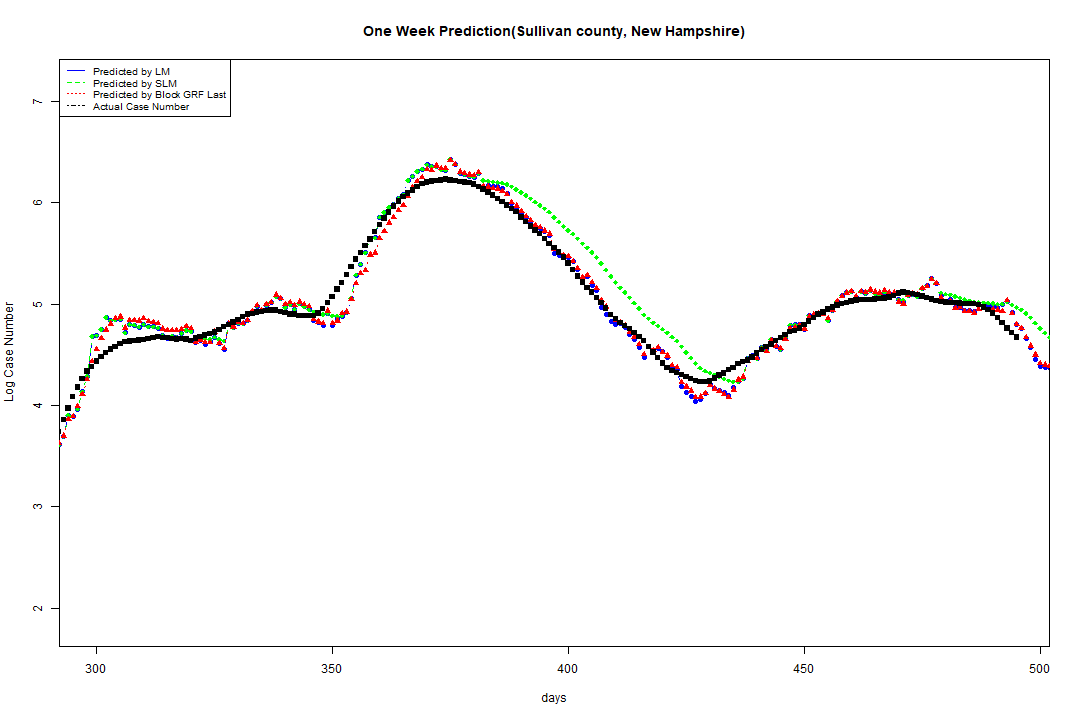 One Week Prediction(Sullivan county, New Hampshire)
Predicted by LM
Predicted by SLM
Predicted by Block GRF Last
Actual Case Number
7
6
5
4
3
2
Log Case Number
300 350 400 450 500
days